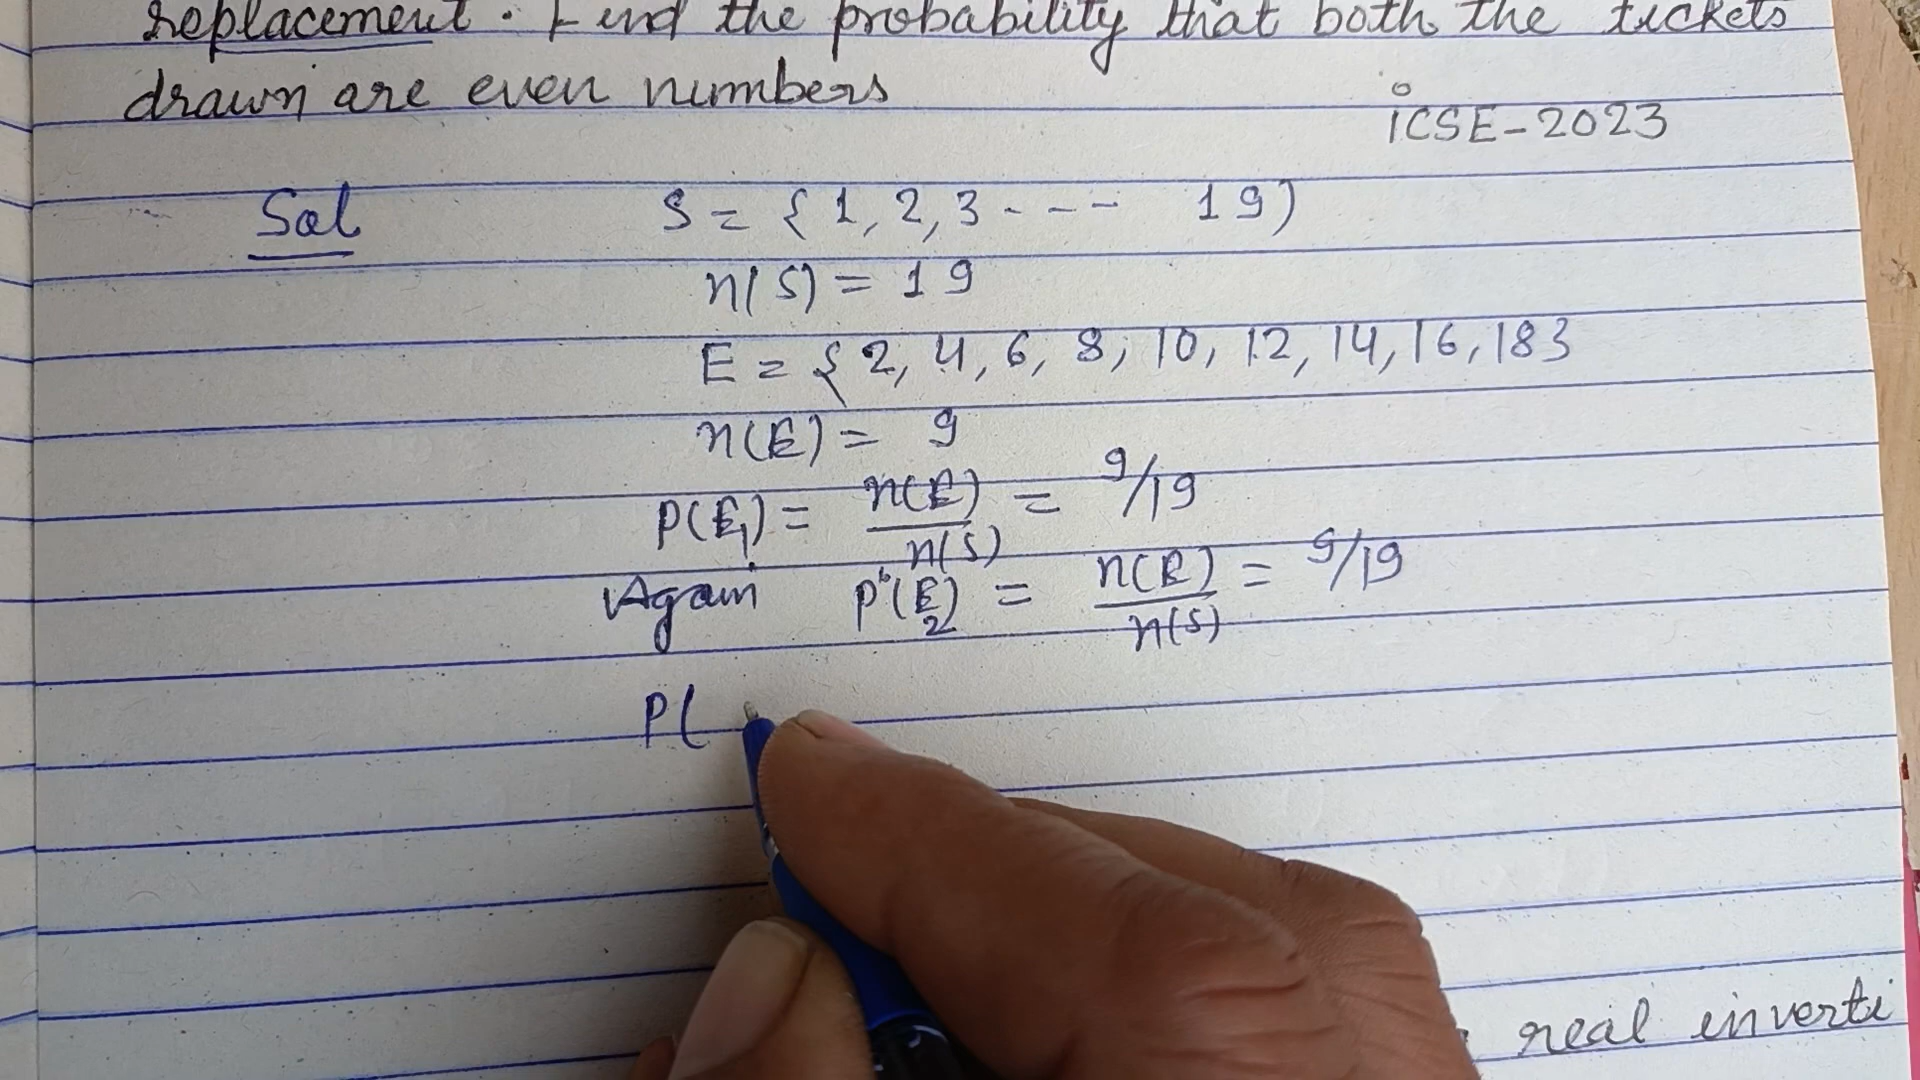 replacement. Find the probability that both the tickets
drawn are even numbers
ICSE-2023
Sol S = {1, 2, 3 - - - 19}
n(S) = 19
E = {2, 4, 6, 8, 10, 12, 14, 16, 18}
n(E) = 9
P(E1) = n(E)/n(S) = 9/19
Again P'(E2) = n(E)/n(S) = 9/19
P(
real inverti